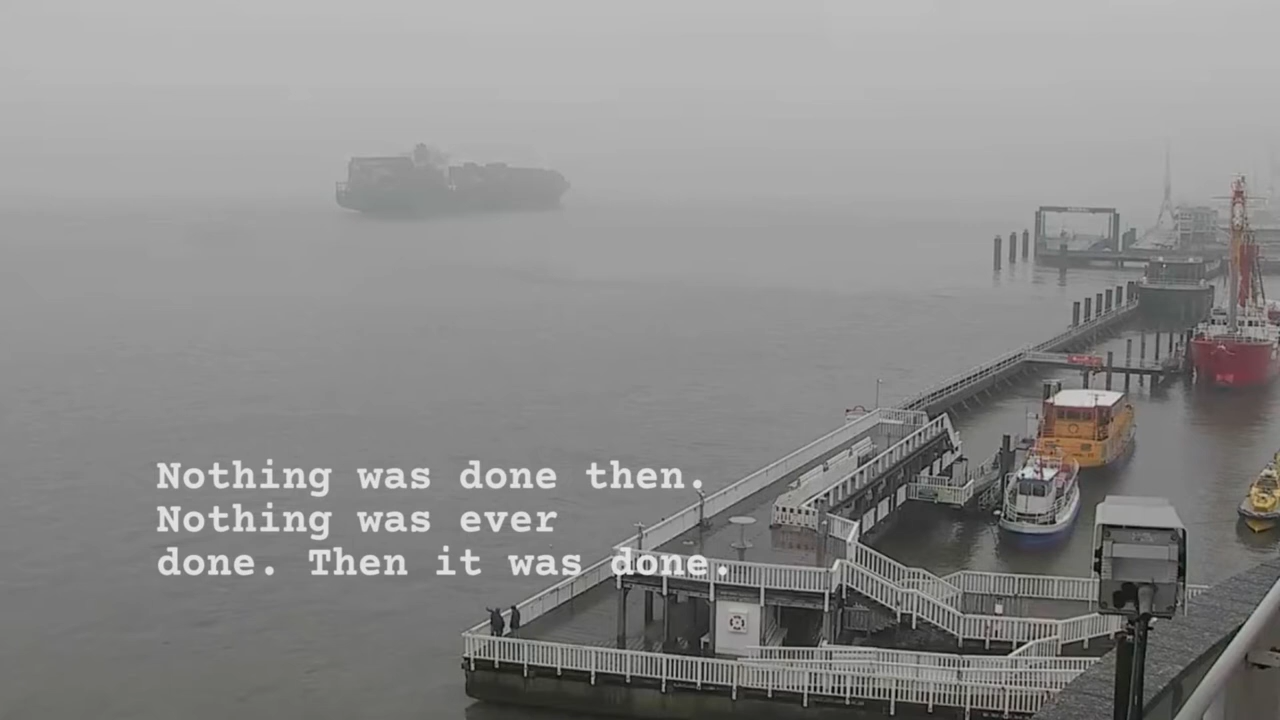 Nothing was done then.
Nothing was ever
done. Then it was done.